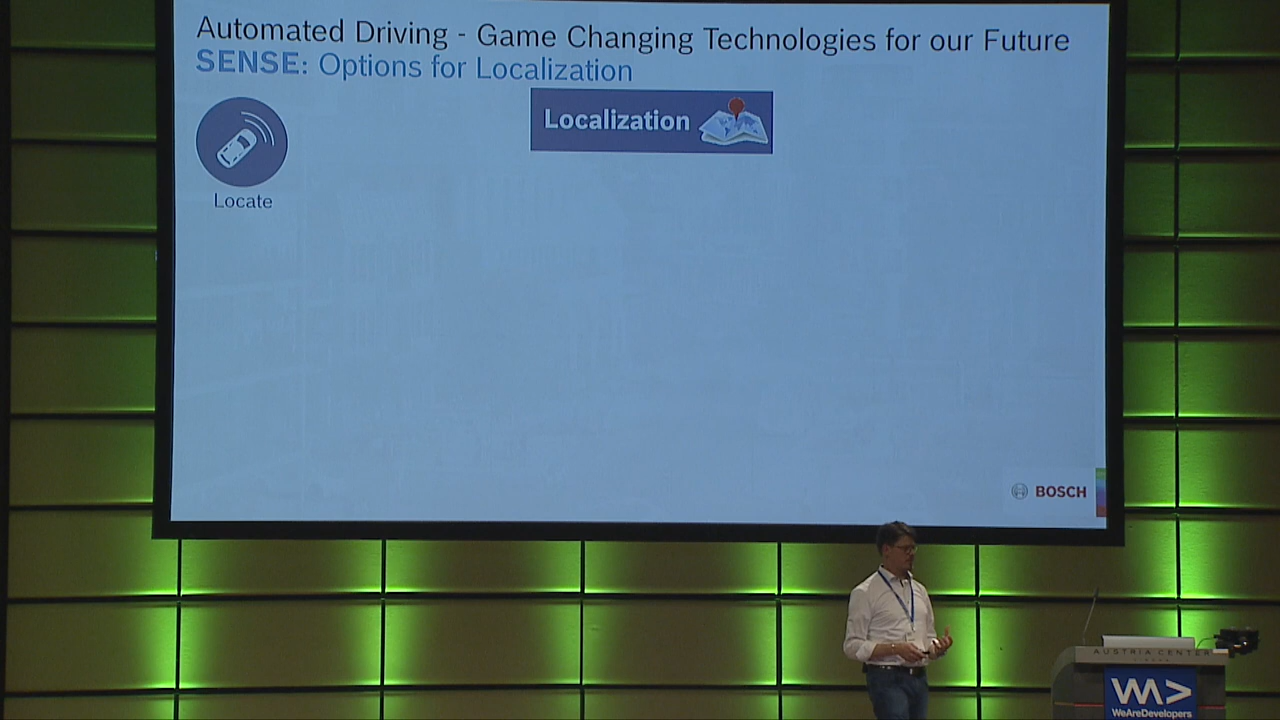 Automated Driving - Game Changing Technologies for our Future
SENSE: Options for Localization
Localization
Locate
BOSCH
AUSTRIA CENTER
WeAreDevelopers